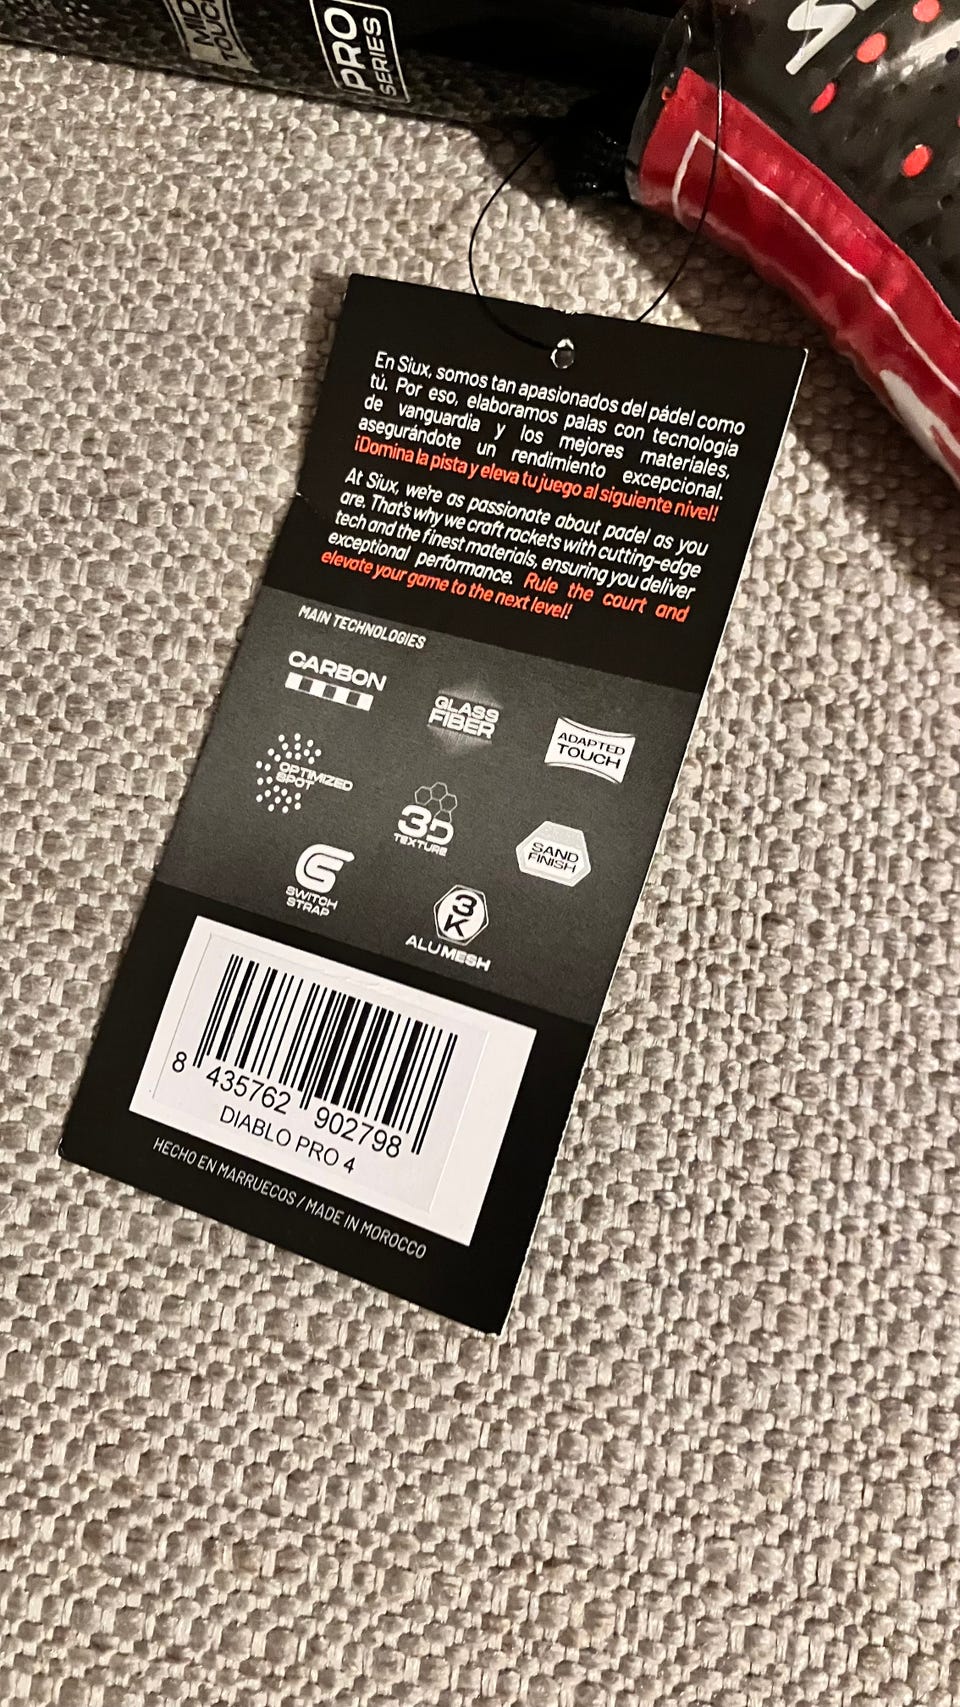 MID
TOUCH
PRO
SERIES
En Siux, somos tan apasionados del pádel como
tú. Por eso, elaboramos palas con tecnología
de vanguardia y los mejores materiales,
asegurándote un rendimiento excepcional.
¡Domina la pista y eleva tu juego al siguiente nivel!
At Siux, we're as passionate about padel as you
are. That's why we craft rackets with cutting-edge
tech and the finest materials, ensuring you deliver
exceptional performance. Rule the court and
elevate your game to the next level!
MAIN TECHNOLOGIES
CARBON
GLASS
FIBER
ADAPTED
TOUCH
OPTIMIZED
SPOT
3D
TEXTURE
SAND
FINISH
SWITCH
STRAP
3
K
ALUMESH
8 435762 902798
DIABLO PRO 4
HECHO EN MARRUECOS / MADE IN MOROCCO